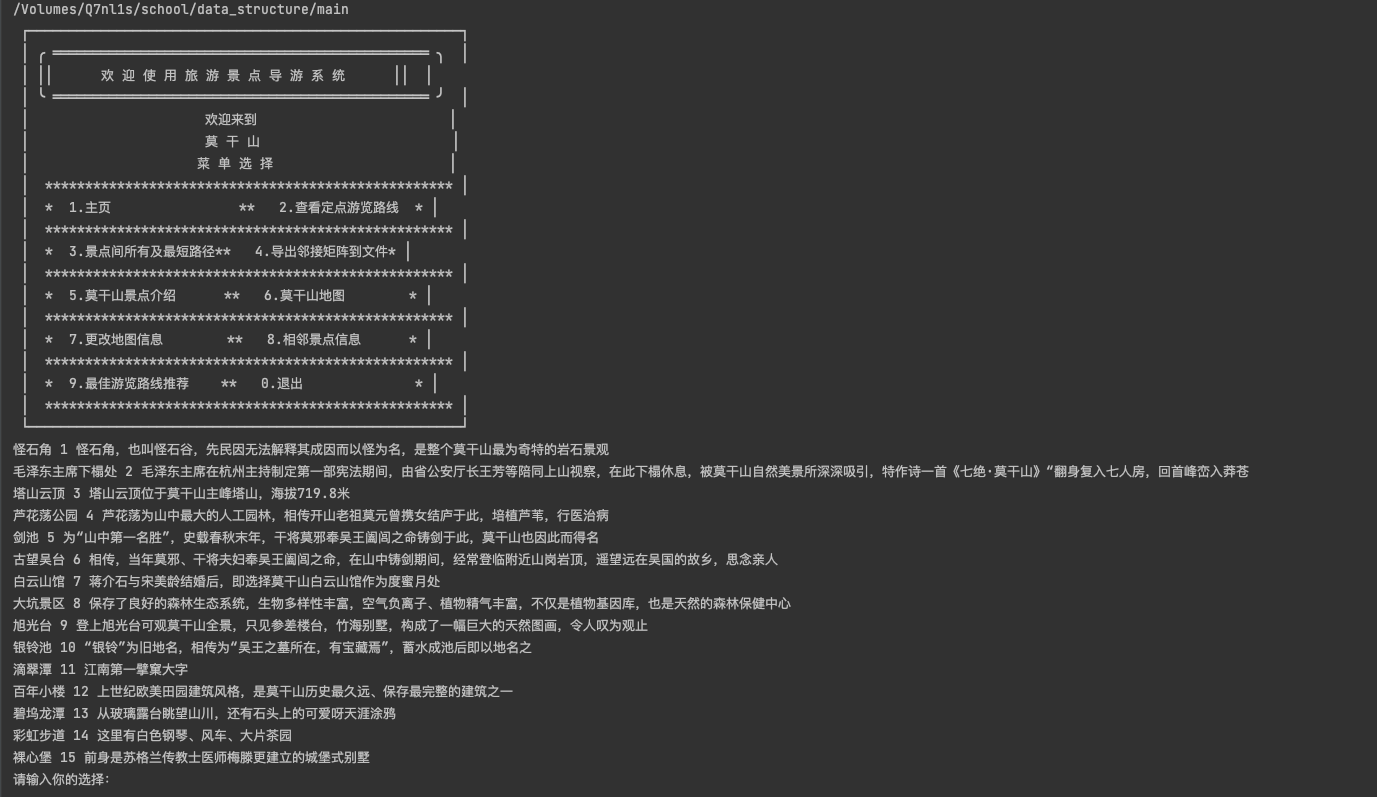 /Volumes/Q7nl1s/school/data_structure/main
欢 迎 使 用 旅 游 景 点 导 游 系 统
欢迎来到
莫 干 山
菜 单 选 择
***************************************************
* 1.主页 ** 2.查看定点游览路线 *
***************************************************
* 3.景点间所有及最短路径** 4.导出邻接矩阵到文件*
***************************************************
* 5.莫干山景点介绍 ** 6.莫干山地图 *
***************************************************
* 7.更改地图信息 ** 8.相邻景点信息 *
***************************************************
* 9.最佳游览路线推荐 ** 0.退出 *
***************************************************
怪石角 1 怪石角，也叫怪石谷，先民因无法解释其成因而以怪为名，是整个莫干山最为奇特的岩石景观
毛泽东主席下榻处 2 毛泽东主席在杭州主持制定第一部宪法期间，由省公安厅长王芳等陪同上山视察，在此下榻休息，被莫干山自然美景所深深吸引，特作诗一首《七绝·莫干山》“翻身复入七人房，回首峰峦入莽苍
塔山云顶 3 塔山云顶位于莫干山主峰塔山，海拔719.8米
芦花荡公园 4 芦花荡为山中最大的人工园林，相传开山老祖莫元曾携女结庐于此，培植芦苇，行医治病
剑池 5 为“山中第一名胜”，史载春秋末年，干将莫邪奉吴王阖闾之命铸剑于此，莫干山也因此而得名
古望吴台 6 相传，当年莫邪、干将夫妇奉吴王阖闾之命，在山中铸剑期间，经常登临附近山岗岩顶，遥望远在吴国的故乡，思念亲人
白云山馆 7 蒋介石与宋美龄结婚后，即选择莫干山白云山馆作为度蜜月处
大坑景区 8 保存了良好的森林生态系统，生物多样性丰富，空气负离子、植物精气丰富，不仅是植物基因库，也是天然的森林保健中心
旭光台 9 登上旭光台可观莫干山全景，只见参差楼台，竹海别墅，构成了一幅巨大的天然图画，令人叹为观止
银铃池 10 “银铃”为旧地名，相传为“吴王之墓所在，有宝藏焉”，蓄水成池后即以地名之
滴翠潭 11 江南第一擘窠大字
百年小楼 12 上世纪欧美田园建筑风格，是莫干山历史最久远、保存最完整的建筑之一
碧坞龙潭 13 从玻璃露台眺望山川，还有石头上的可爱呀天涯涂鸦
彩虹步道 14 这里有白色钢琴、风车、大片茶园
裸心堡 15 前身是苏格兰传教士医师梅滕更建立的城堡式别墅
请输入你的选择：